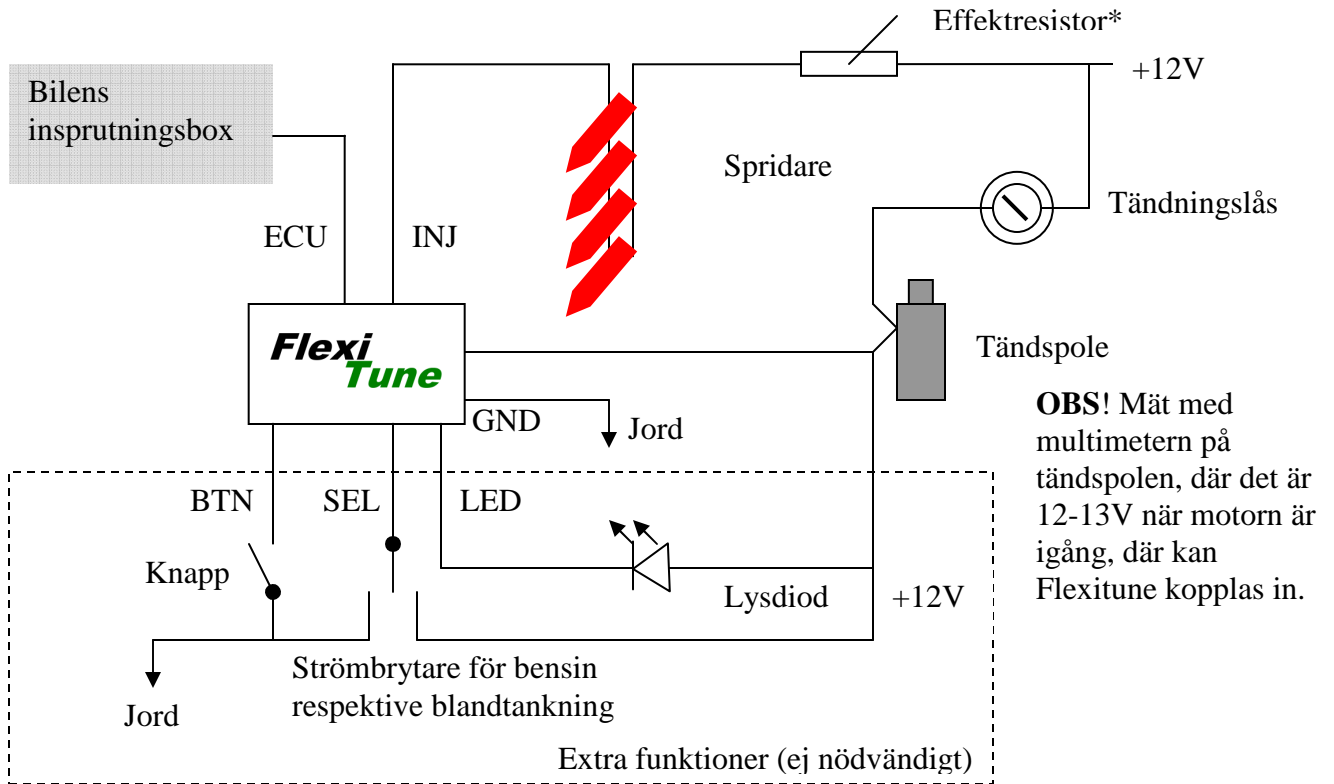 Effektresistor*
+12V
Bilens
insprutningsbox
Spridare
Tändningslås
ECU
INJ
Flexi
Tune
Tändspole
GND
Jord
OBS! Mät med
multimetern på
tändspolen, där det är
12-13V när motorn är
igång, där kan
Flexitune kopplas in.
BTN
SEL
LED
Knapp
Lysdiod
+12V
Strömbrytare för bensin
respektive blandtankning
Jord
Extra funktioner (ej nödvändigt)